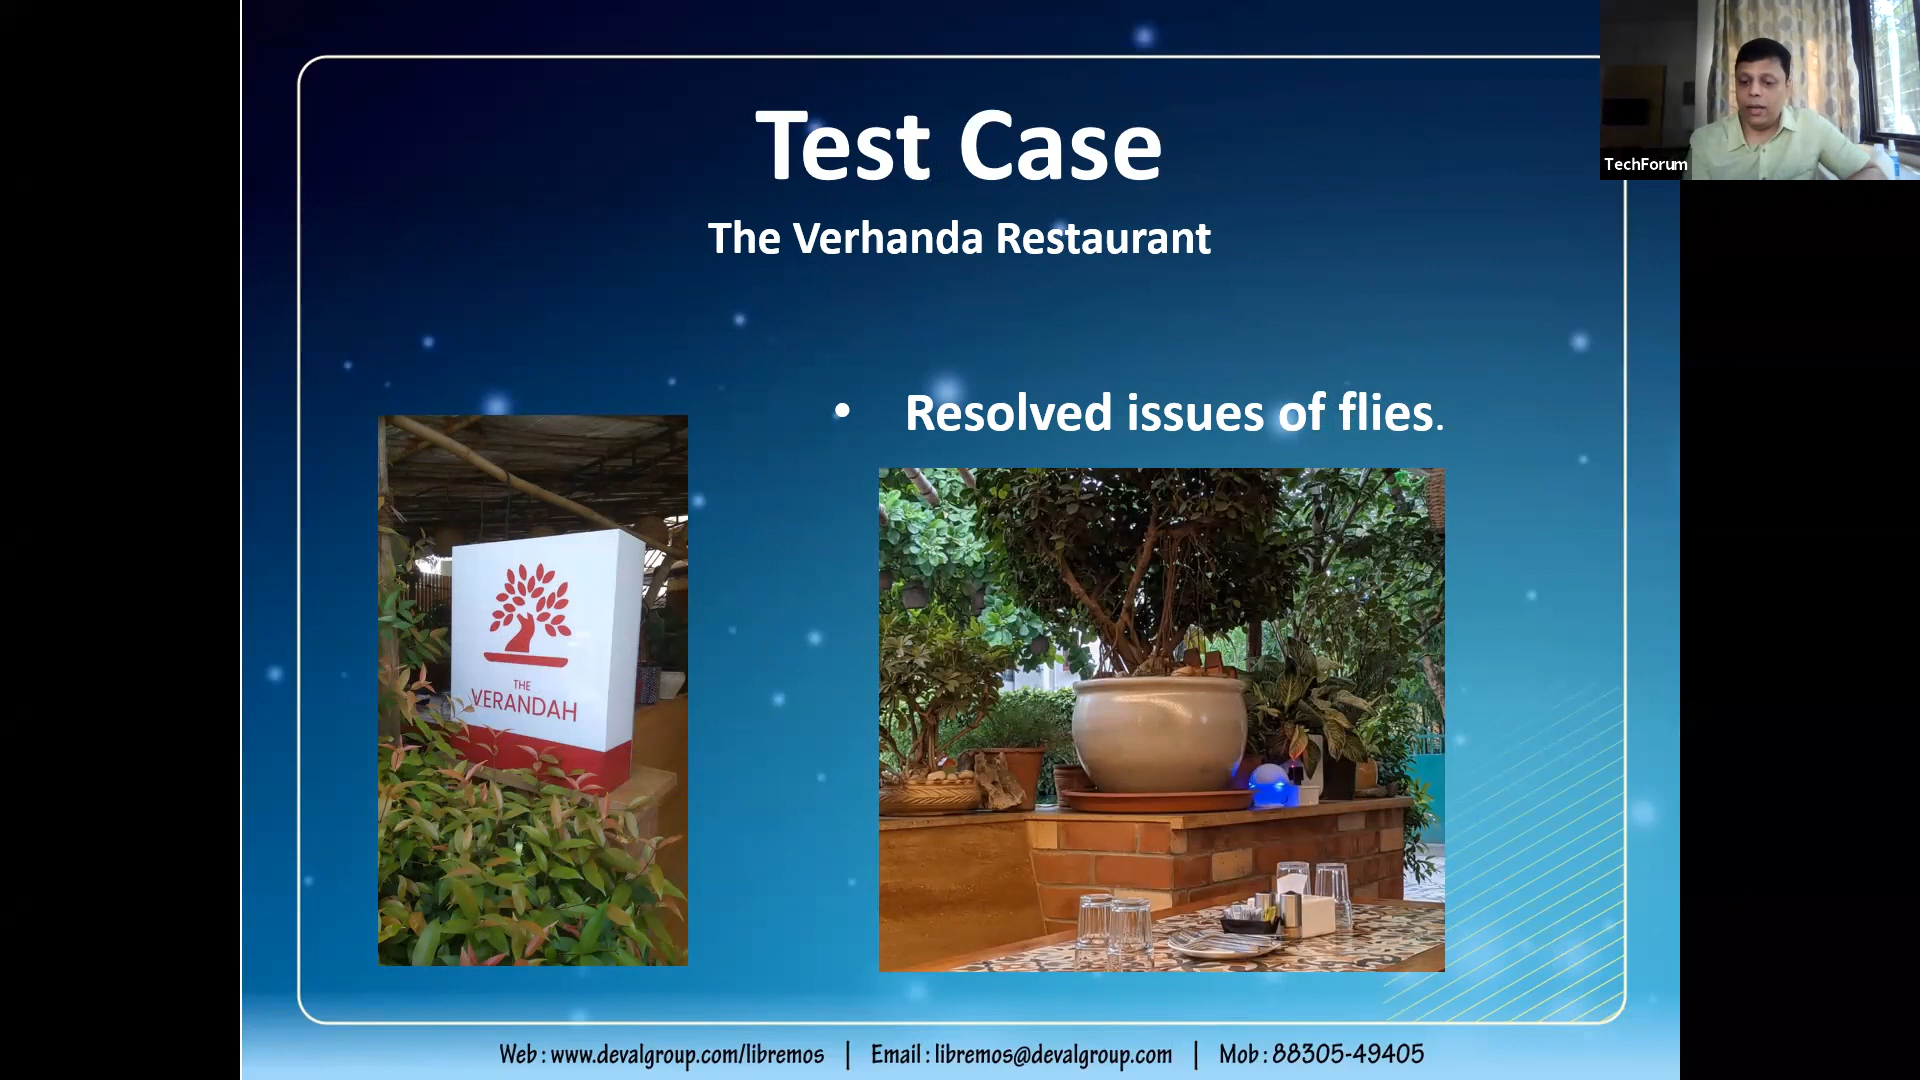 Test Case
TechForum
The Verhanda Restaurant
• Resolved issues of flies.
THE
VERANDAH
Web : www.devalgroup.com/libremos | Email : libremos@devalgroup.com | Mob : 88305-49405